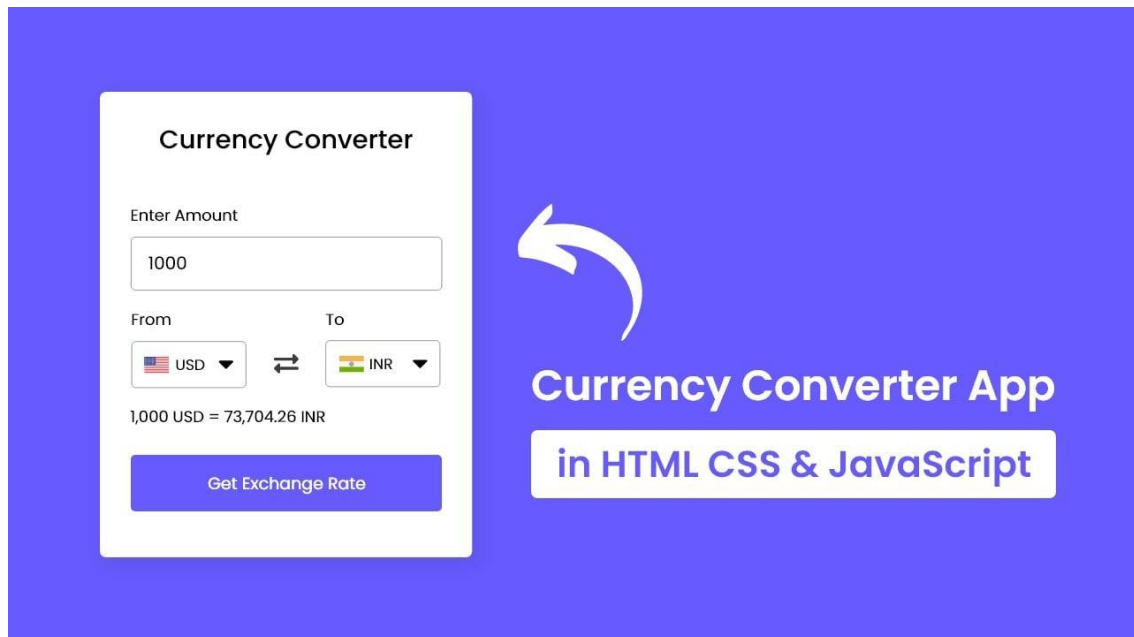 Currency Converter
Enter Amount
1000
From To
USD INR
1,000 USD = 73,704.26 INR
Get Exchange Rate
Currency Converter App
in HTML CSS & JavaScript